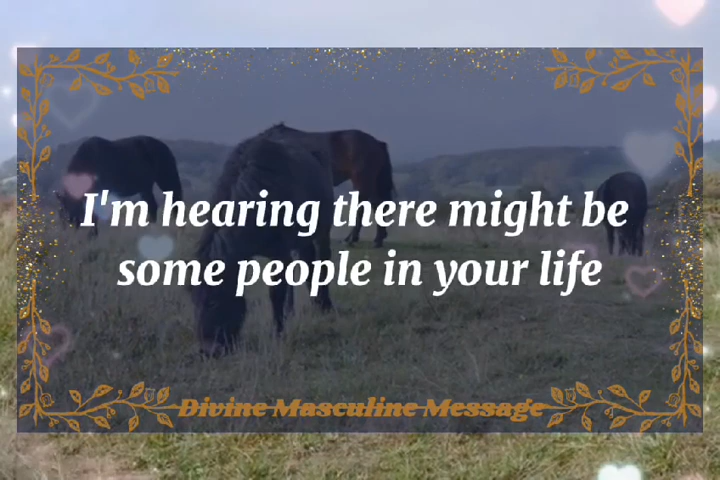 I'm hearing there might be
some people in your life
Divine Masculine Message